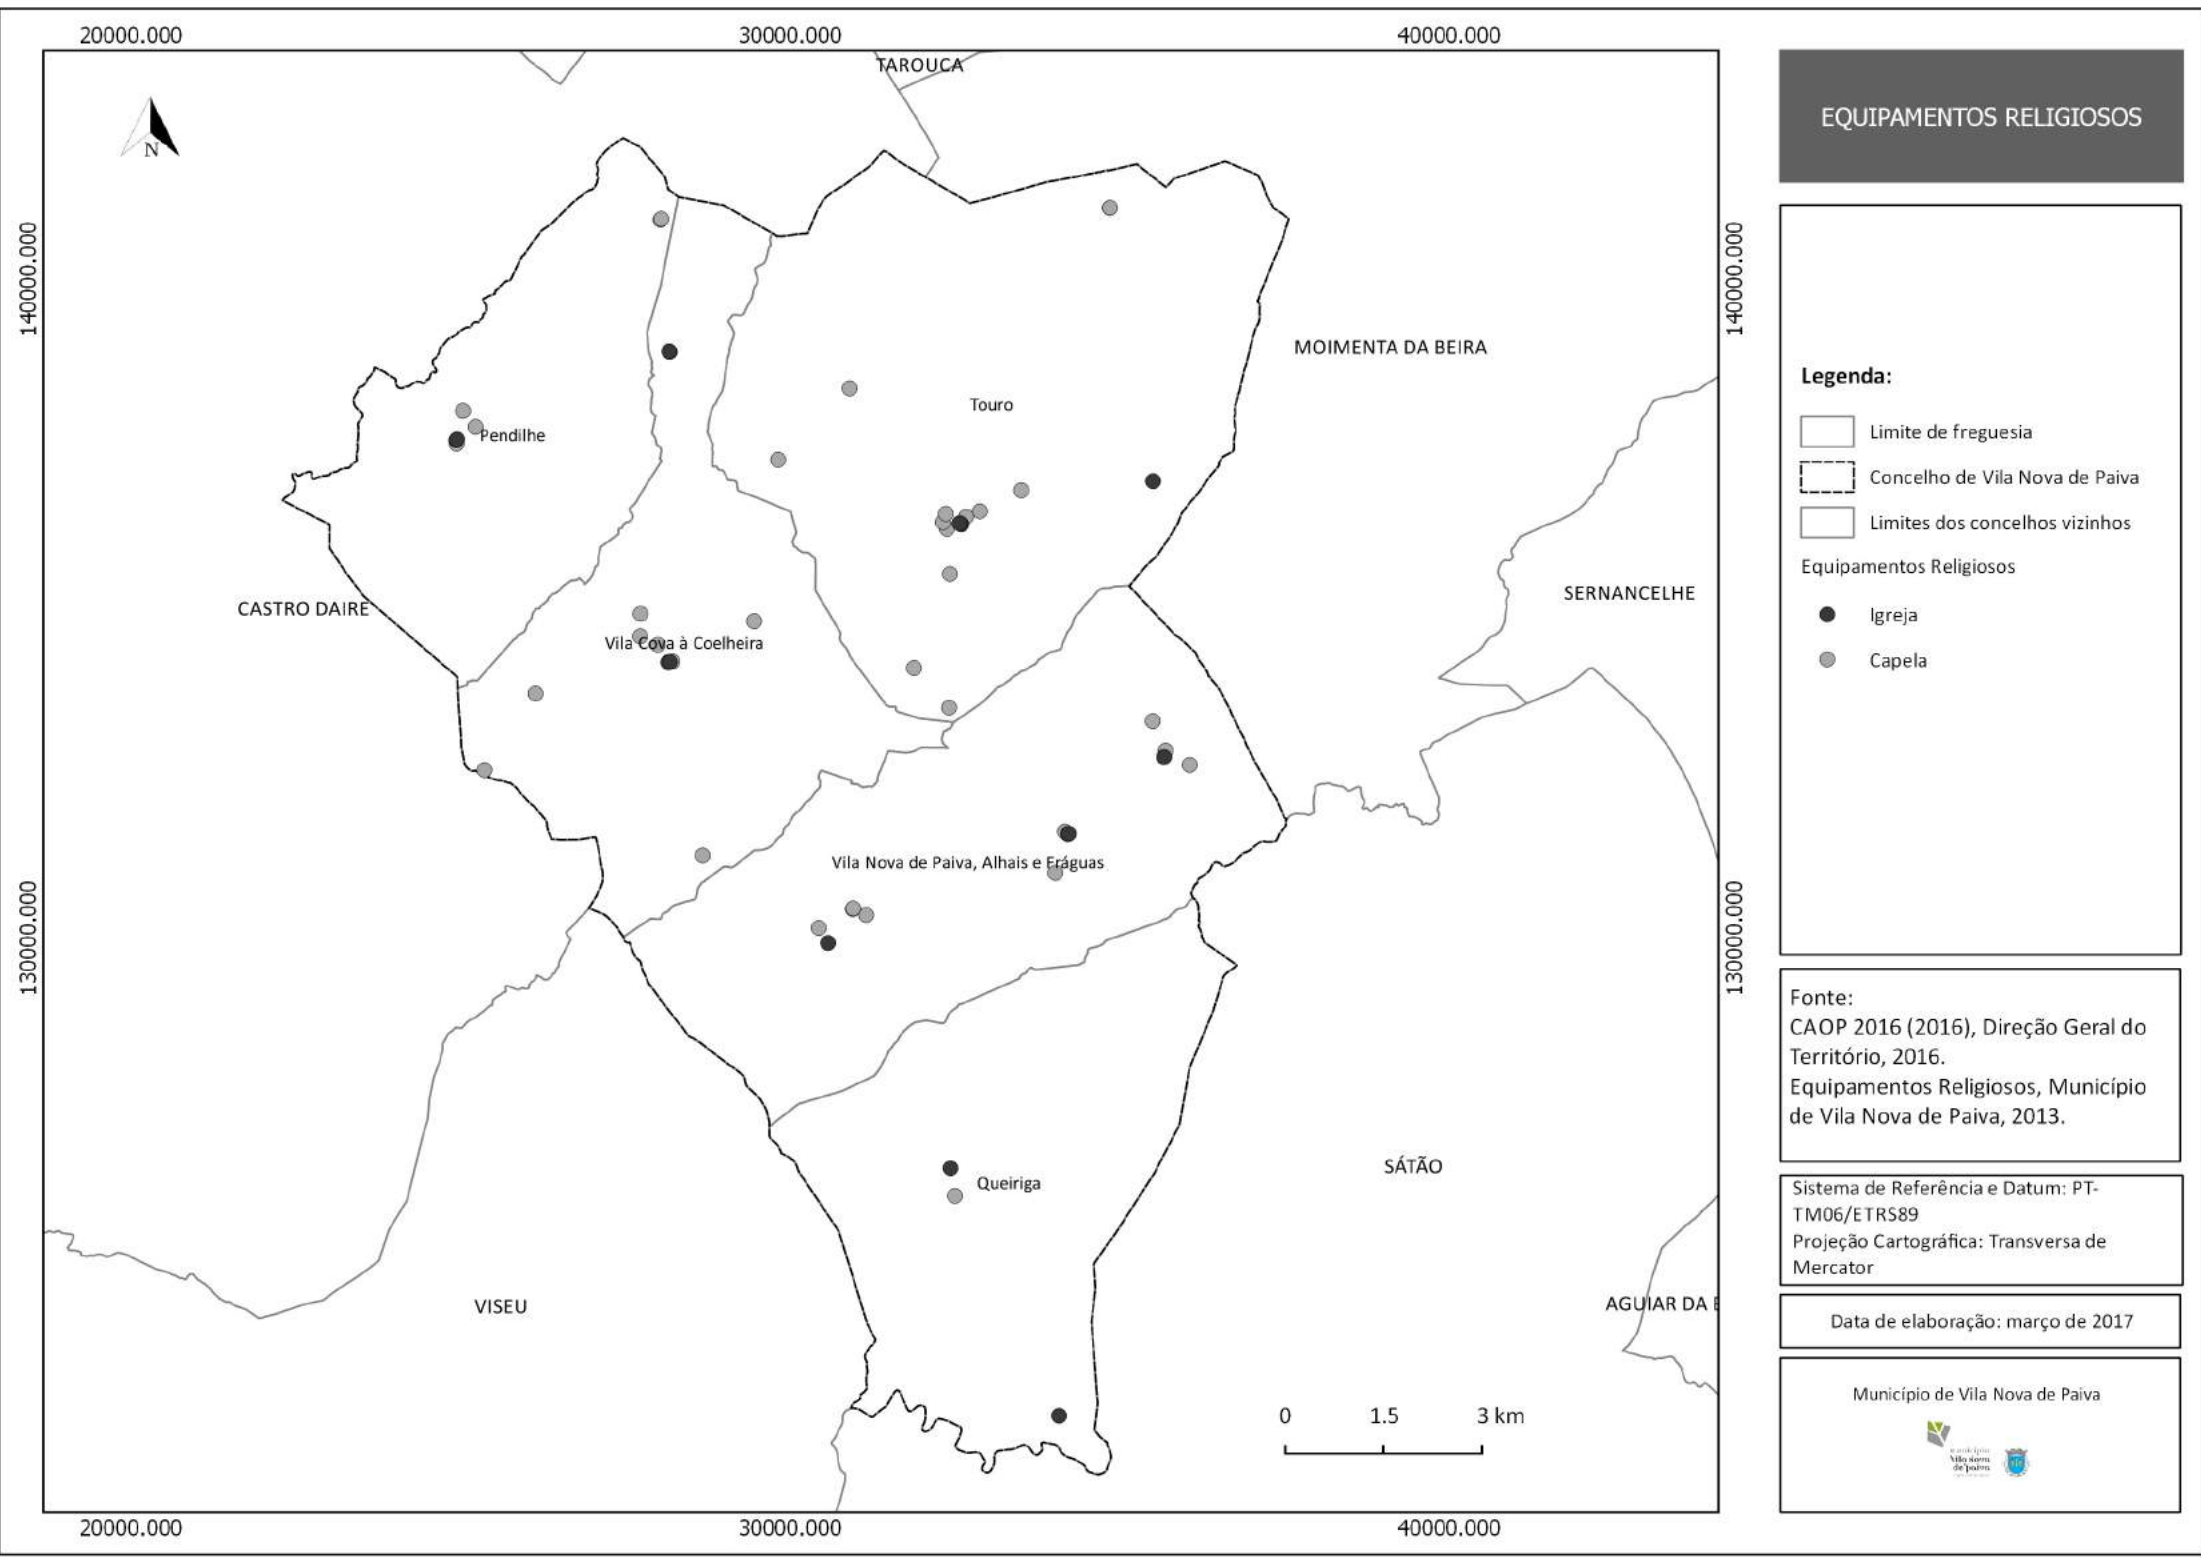 20000.000
30000.000
40000.000
TAROUCA
N
EQUIPAMENTOS RELIGIOSOS
140000.000
140000.000
MOIMENTA DA BEIRA
Touro
Pendilhe
CASTRO DAIRE
SERNANCELHE
Vila Cova à Coelheira
Vila Nova de Paiva, Alhais e Fráguas
130000.000
130000.000
Queiriga
SÁTÃO
VISEU
AGUIAR DA B
0 1.5 3 km
20000.000
30000.000
40000.000
Legenda:
Limite de freguesia
Concelho de Vila Nova de Paiva
Limites dos concelhos vizinhos
Equipamentos Religiosos
Igreja
Capela
Fonte:
CAOP 2016 (2016), Direção Geral do
Território, 2016.
Equipamentos Religiosos, Município
de Vila Nova de Paiva, 2013.
Sistema de Referência e Datum: PT-
TM06/ETRS89
Projeção Cartográfica: Transversa de
Mercator
Data de elaboração: março de 2017
Município de Vila Nova de Paiva
município
Vila Nova
de Paiva